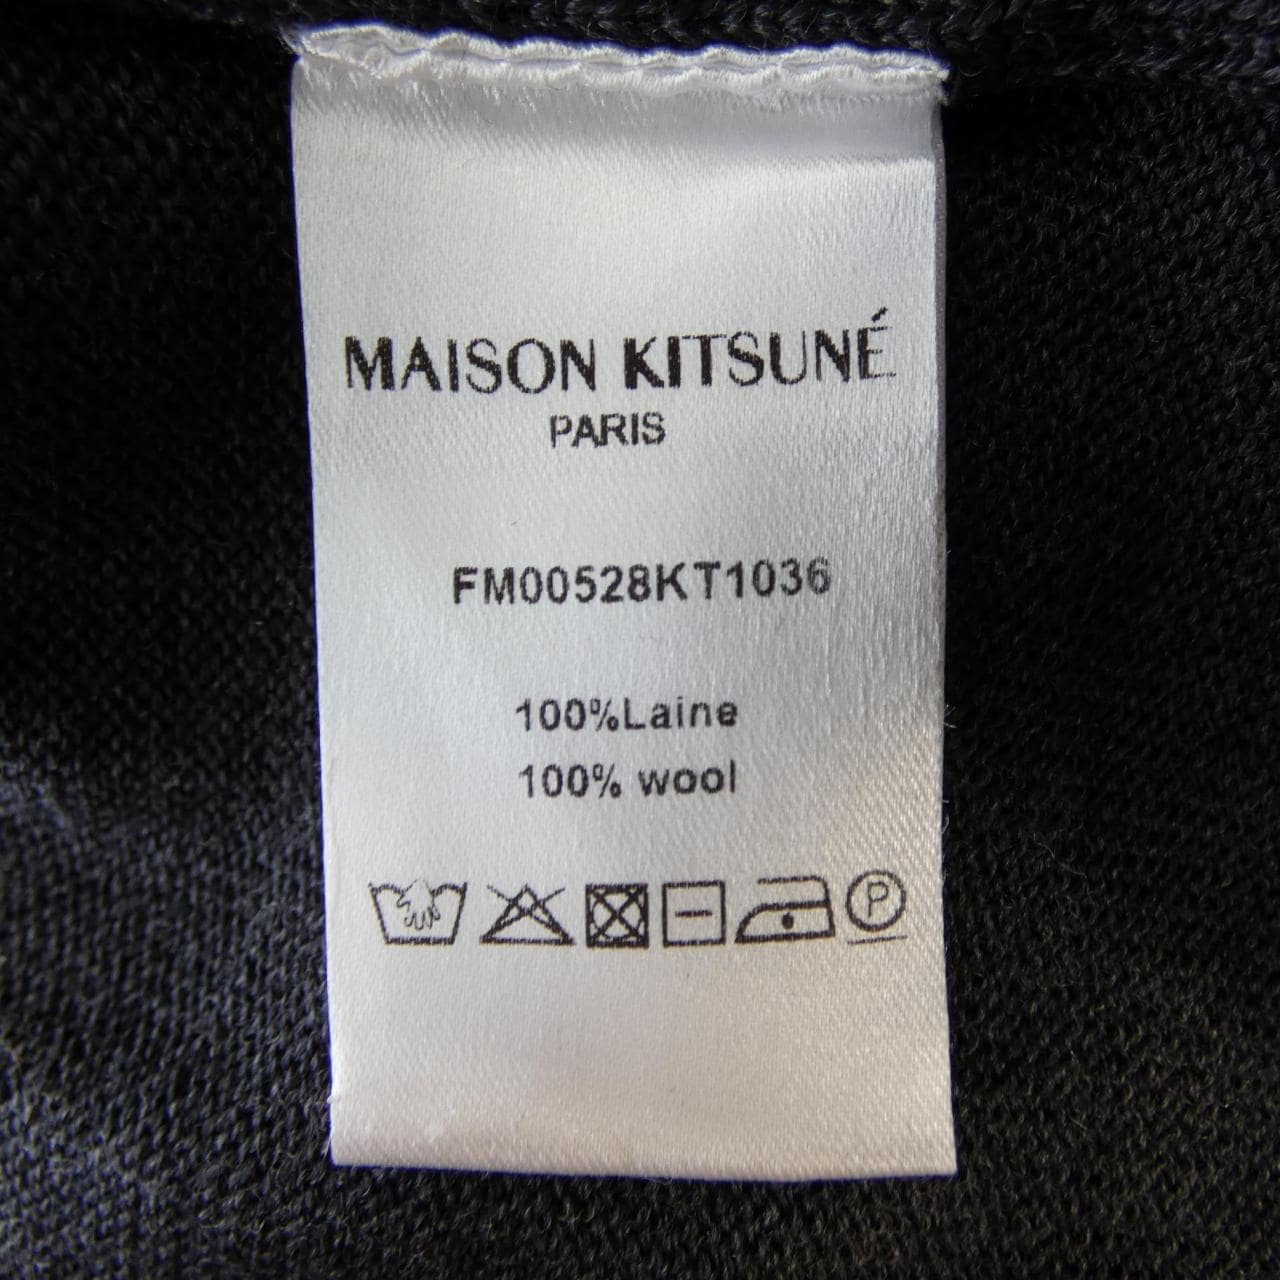 MAISON KITSUNÉ
PARIS
FM00528KT1036
100%Laine
100% wool
P